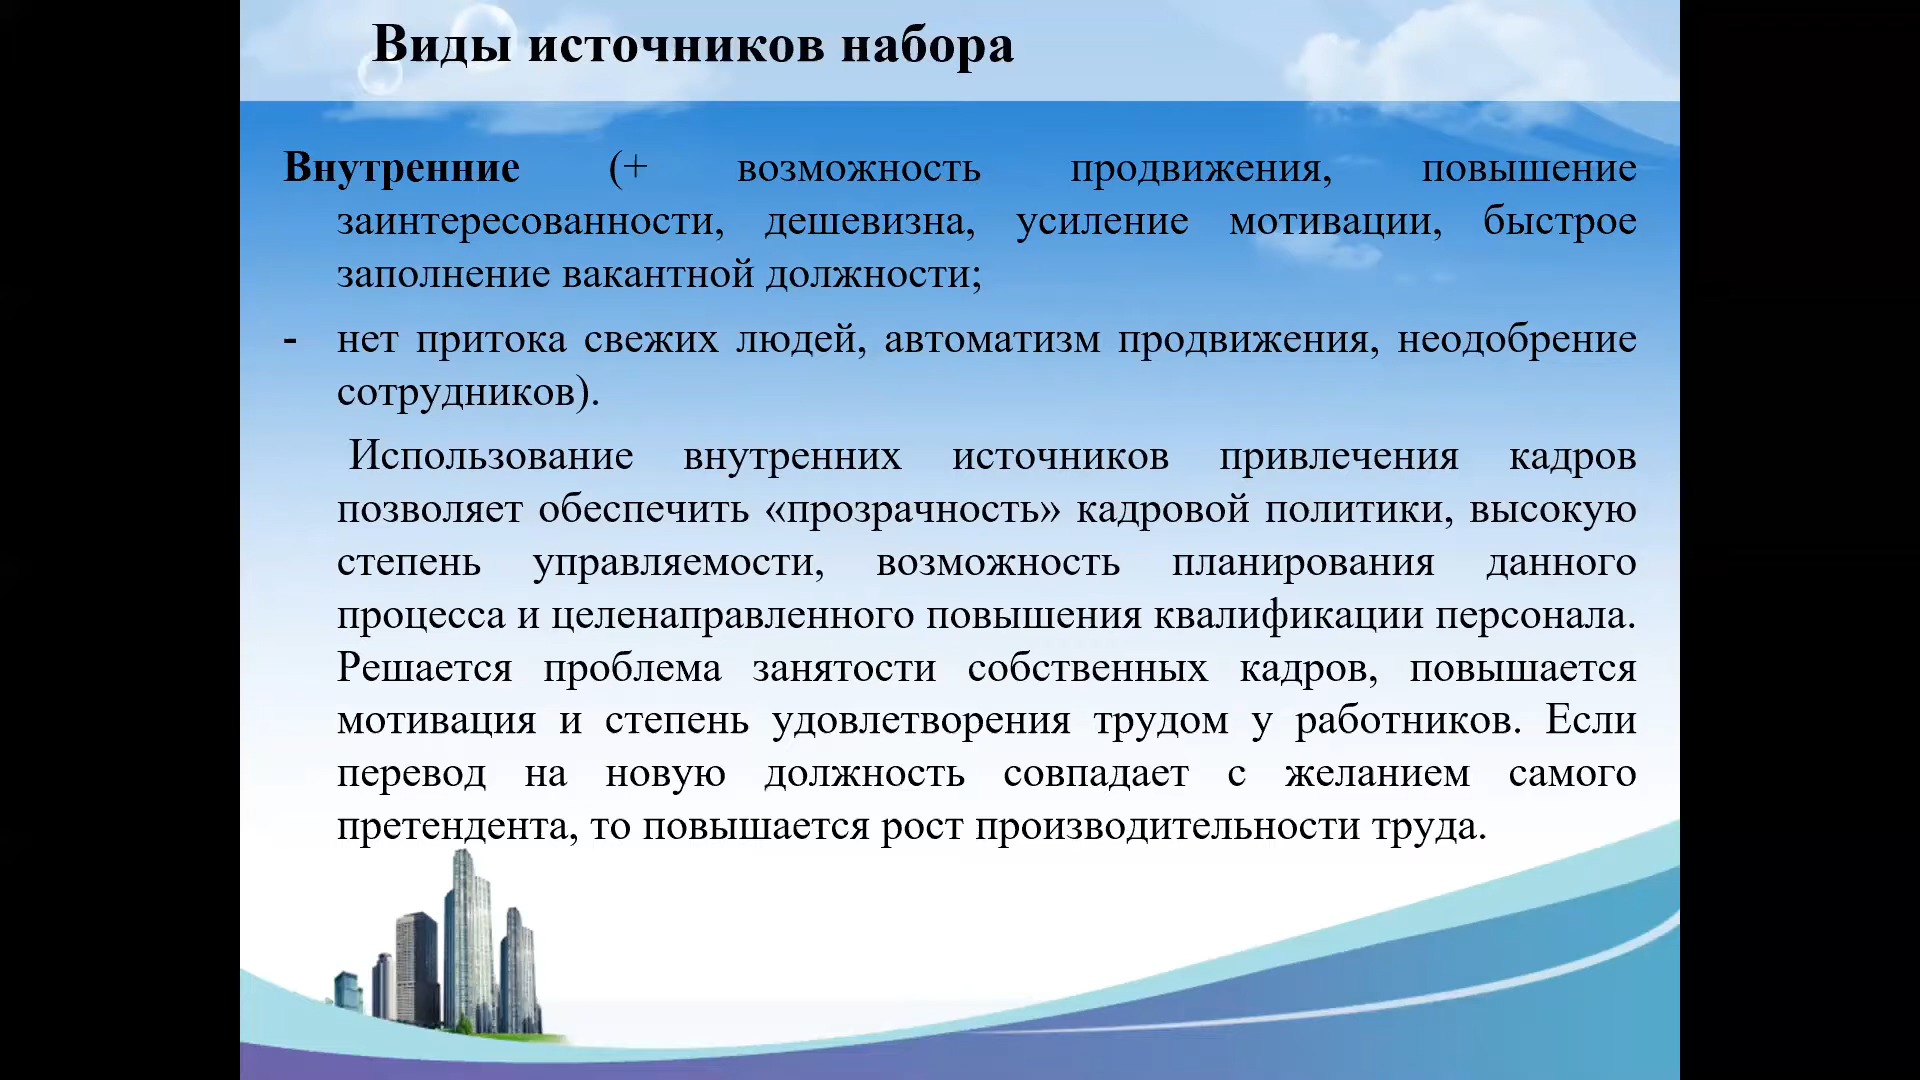 Виды источников набора
Внутренние (+ возможность продвижения, повышение
заинтересованности, дешевизна, усиление мотивации, быстрое
заполнение вакантной должности;
- нет притока свежих людей, автоматизм продвижения, неодобрение
сотрудников).
Использование внутренних источников привлечения кадров
позволяет обеспечить «прозрачность» кадровой политики, высокую
степень управляемости, возможность планирования данного
процесса и целенаправленного повышения квалификации персонала.
Решается проблема занятости собственных кадров, повышается
мотивация и степень удовлетворения трудом у работников. Если
перевод на новую должность совпадает с желанием самого
претендента, то повышается рост производительности труда.